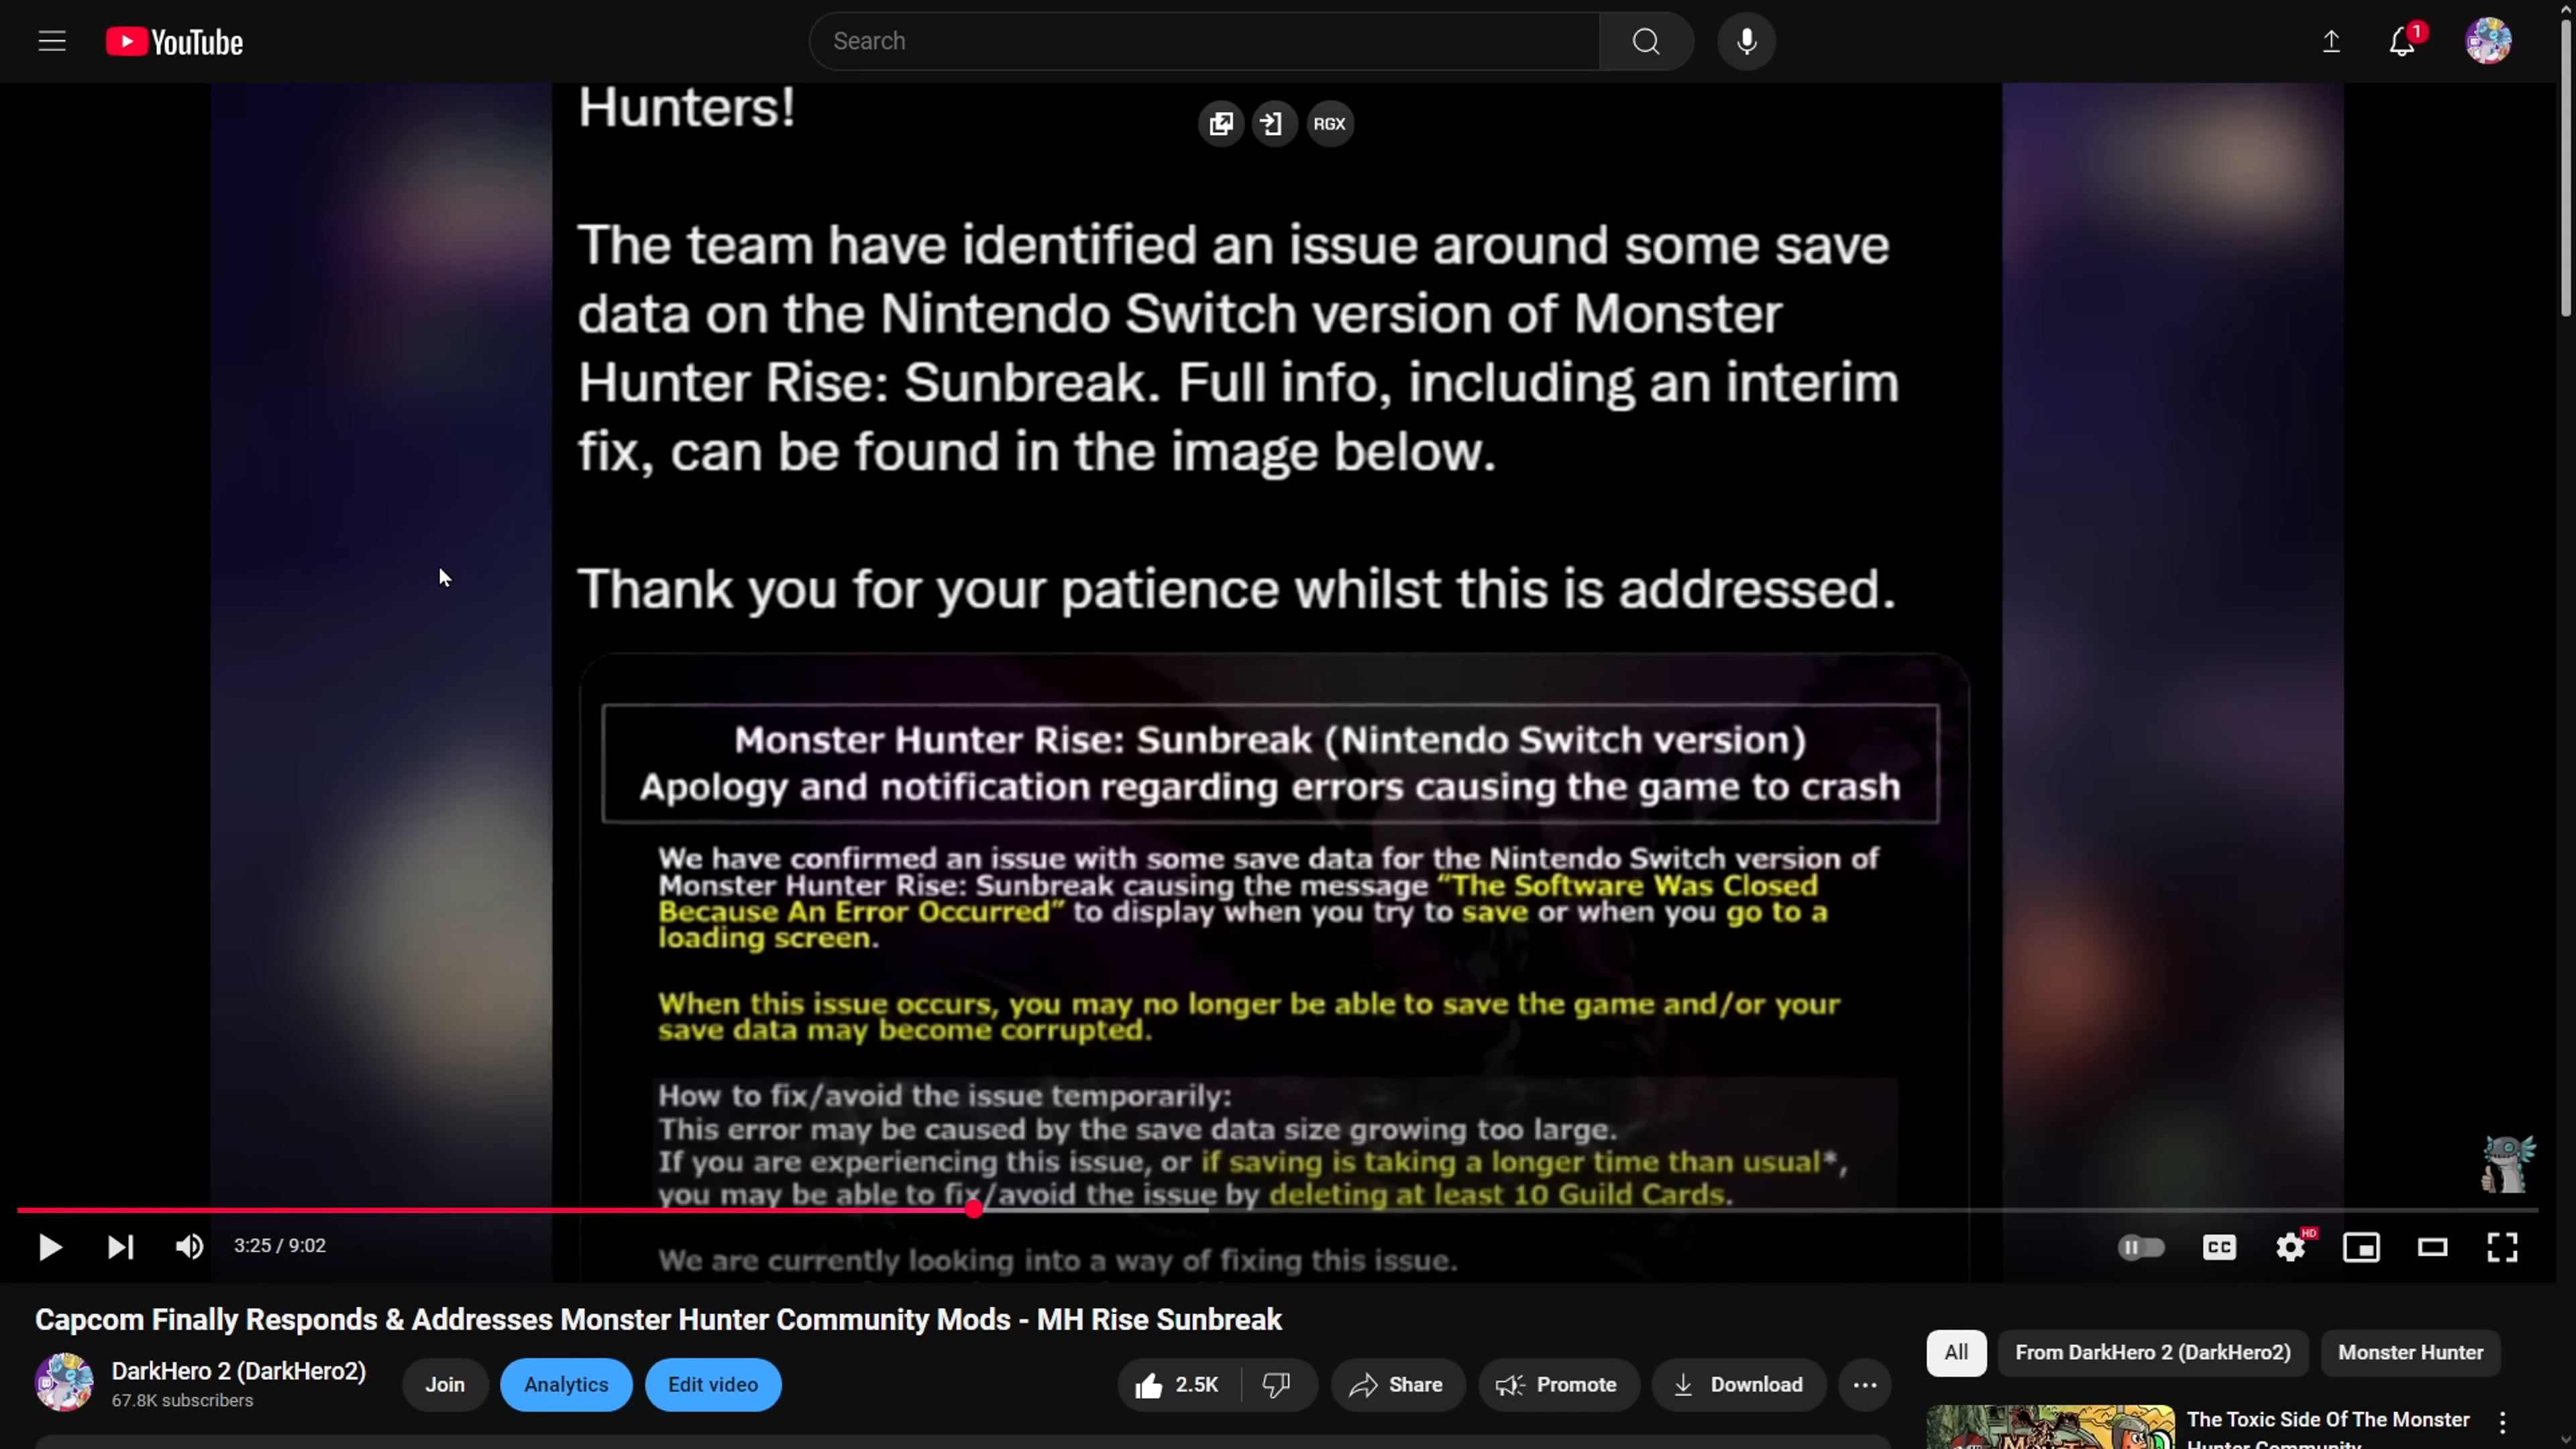 YouTube
Search
1
Hunters!
RGX
The team have identified an issue around some save
data on the Nintendo Switch version of Monster
Hunter Rise: Sunbreak. Full info, including an interim
fix, can be found in the image below.
Thank you for your patience whilst this is addressed.
Monster Hunter Rise: Sunbreak (Nintendo Switch version)
Apology and notification regarding errors causing the game to crash
We have confirmed an issue with some save data for the Nintendo Switch version of
Monster Hunter Rise: Sunbreak causing the message “The Software Was Closed
Because An Error Occurred” to display when you try to save or when you go to a
loading screen.
When this issue occurs, you may no longer be able to save the game and/or your
save data may become corrupted.
How to fix/avoid the issue temporarily:
This error may be caused by the save data size growing too large.
If you are experiencing this issue, or if saving is taking a longer time than usual*,
you may be able to fix/avoid the issue by deleting at least 10 Guild Cards.
We are currently looking into a way of fixing this issue.
3:25 / 9:02
CC
HD
Capcom Finally Responds & Addresses Monster Hunter Community Mods - MH Rise Sunbreak
DarkHero 2 (DarkHero2)
67.8K subscribers
Join
Analytics
Edit video
2.5K
Share
Promote
Download
All
From DarkHero 2 (DarkHero2)
Monster Hunter
The Toxic Side Of The Monster
Hunter Community